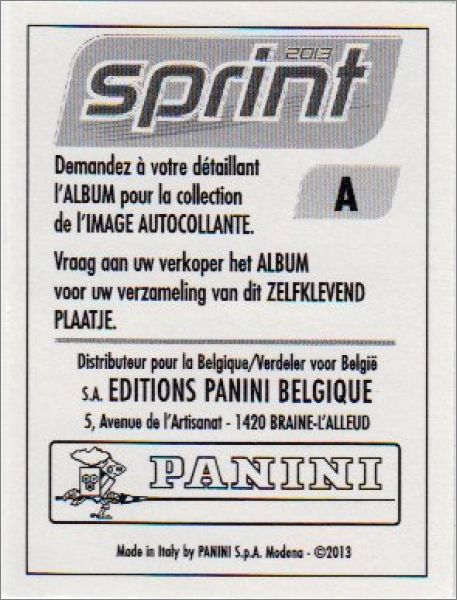 2013
sprint
Demandez à votre détaillant
l'ALBUM pour la collection
de l'IMAGE AUTOCOLLANTE.
A
Vraag aan uw verkoper het ALBUM
voor uw verzameling van dit ZELFKLEVEND
PLAATJE.
Distributeur pour la Belgique/Verdeler voor België
S.A. EDITIONS PANINI BELGIQUE
5, Avenue de l'Artisanat - 1420 BRAINE-L'ALLEUD
PANINI
Made in Italy by PANINI S.p.A. Modena - ©2013